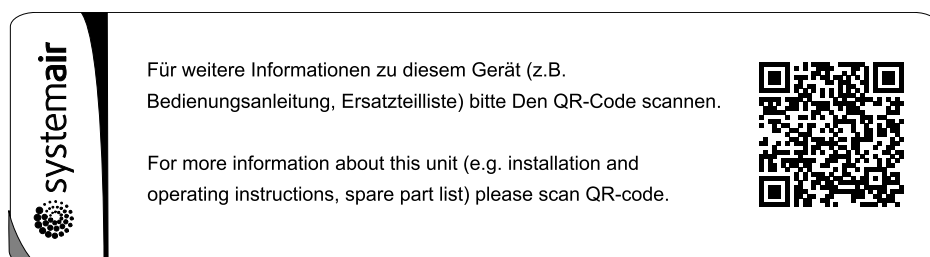 systemair
Für weitere Informationen zu diesem Gerät (z.B.
Bedienungsanleitung, Ersatzteilliste) bitte Den QR-Code scannen.
For more information about this unit (e.g. installation and
operating instructions, spare part list) please scan QR-code.